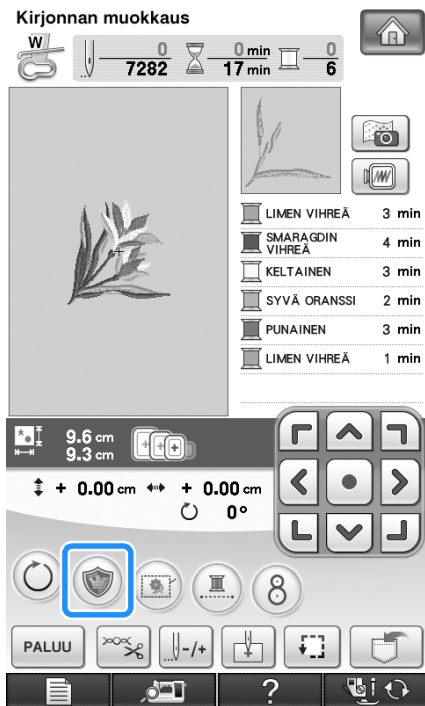 Kirjonnan muokkaus
W
0 0 min 0
7282 17 min 6
LIMEN VIHREÄ 3 min
SMARAGDIN VIHREÄ 4 min
KELTAINEN 3 min
SYVÄ ORANSSI 2 min
PUNAINEN 3 min
LIMEN VIHREÄ 1 min
9.6 cm
9.3 cm
+ 0.00 cm + 0.00 cm
0°
8
PALUU -/+
?